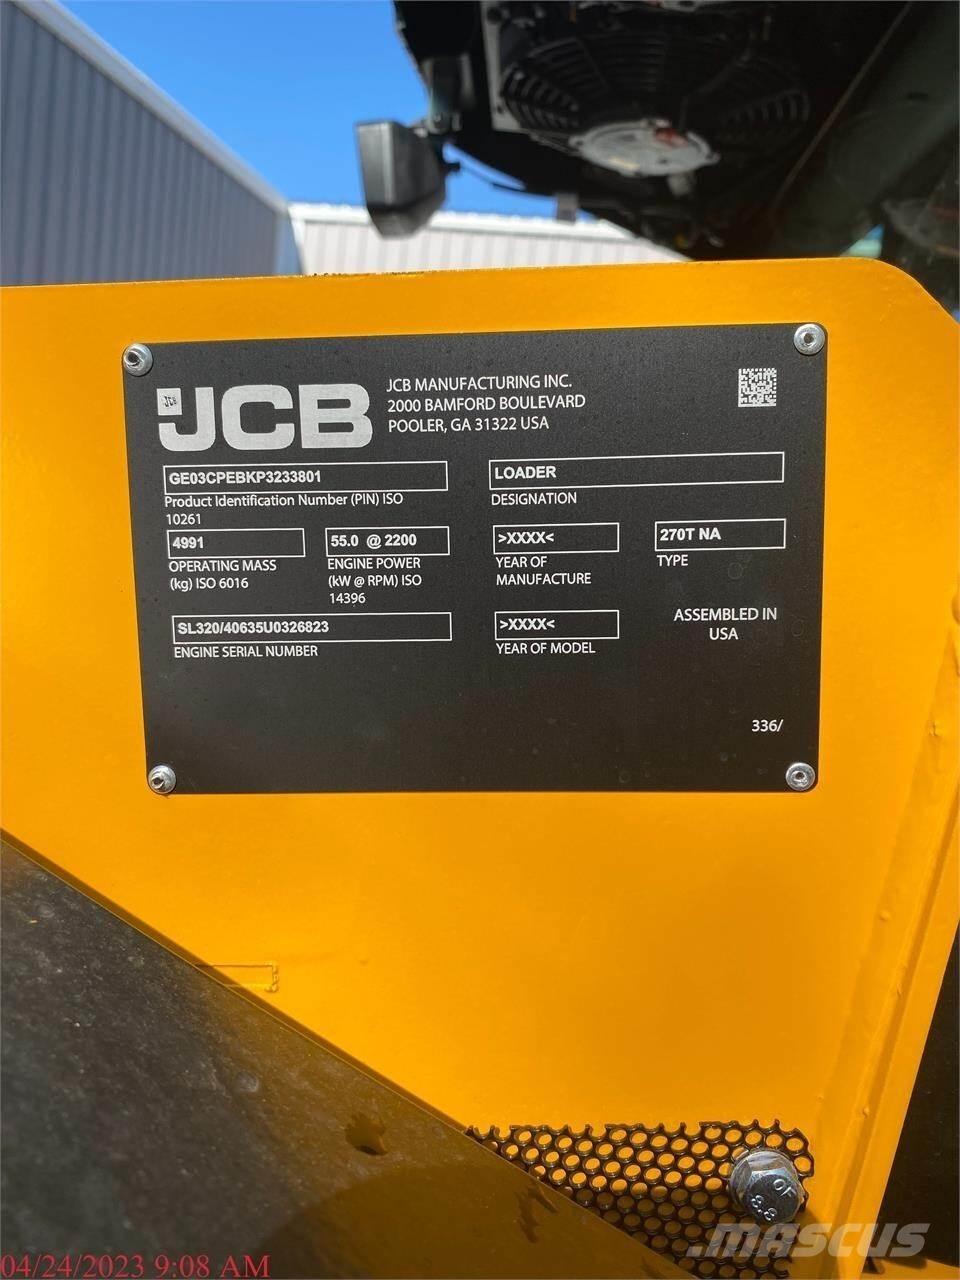 JCB
JCB MANUFACTURING INC.
2000 BAMFORD BOULEVARD
POOLER, GA 31322 USA
GE03CPEBKP3233801
Product Identification Number (PIN) ISO
10261
LOADER
DESIGNATION
4991
OPERATING MASS
(kg) ISO 6016
55.0 @ 2200
ENGINE POWER
(kW @ RPM) ISO
14396
>XXXX<
YEAR OF
MANUFACTURE
270T NA
TYPE
SL320/40635U0326823
ENGINE SERIAL NUMBER
>XXXX<
YEAR OF MODEL
ASSEMBLED IN
USA
336/
8.8
MASCUS
04/24/2023 9:08 AM